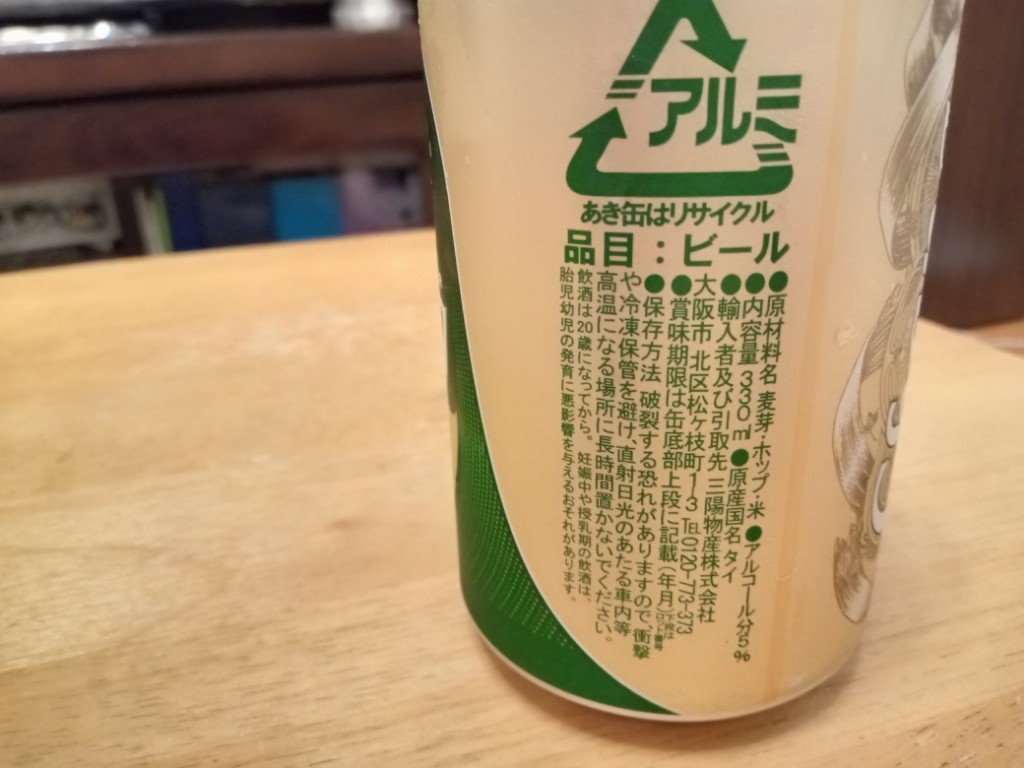 アルミ
あき缶はリサイクル
品目：ビール
●原材料名 麦芽・ホップ・米 ●アルコール分5%
●内容量 330ml ●原産国名 タイ
●輸入者及び引取先 三陽物産株式会社
大阪市北区松ヶ枝町1-3 TEL0120-773-373
●賞味期限は缶底部上段に記載(年月)下段はロット番号
●保存方法 破裂する恐れがありますので、衝撃
や冷凍保管を避け、直射日光のあたる車内等
高温になる場所に長時間置かないでください。
飲酒は20歳になってから。妊娠中や授乳期の飲酒は、
胎児・幼児の発育に悪影響を与えるおそれがあります。